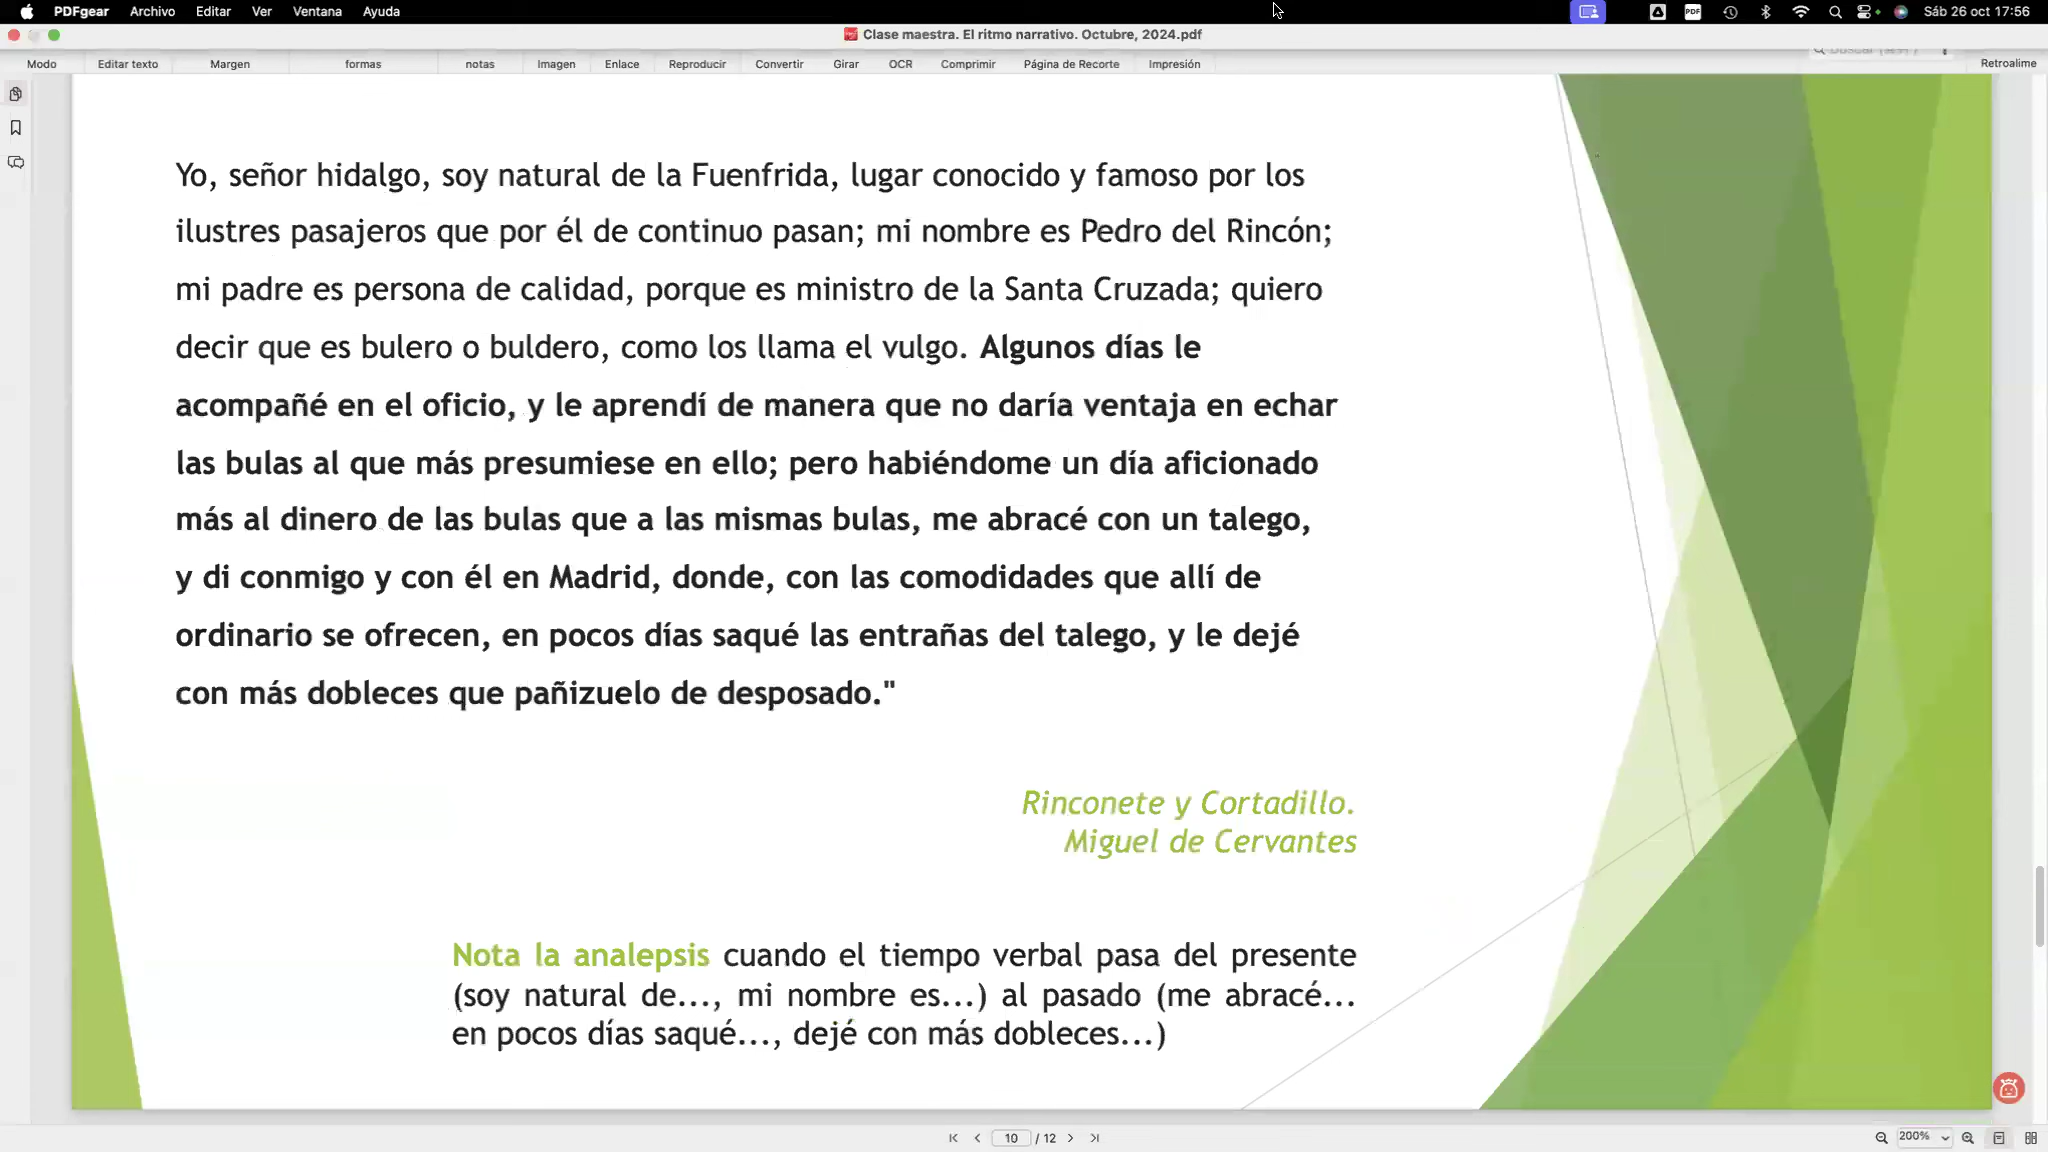 PDFgear Archivo Editar Ver Ventana Ayuda
Sáb 26 oct 17:56
Clase maestra. El ritmo narrativo. Octubre, 2024.pdf
Modo Editar texto Margen formas notas Imagen Enlace Reproducir Convertir Girar OCR Comprimir Página de Recorte Impresión Retroalime
Yo, señor hidalgo, soy natural de la Fuenfrida, lugar conocido y famoso por los
ilustres pasajeros que por él de continuo pasan; mi nombre es Pedro del Rincón;
mi padre es persona de calidad, porque es ministro de la Santa Cruzada; quiero
decir que es bulero o buldero, como los llama el vulgo. Algunos días le
acompañé en el oficio, y le aprendí de manera que no daría ventaja en echar
las bulas al que más presumiese en ello; pero habiéndome un día aficionado
más al dinero de las bulas que a las mismas bulas, me abracé con un talego,
y di conmigo y con él en Madrid, donde, con las comodidades que allí de
ordinario se ofrecen, en pocos días saqué las entrañas del talego, y le dejé
con más dobleces que pañizuelo de desposado."
Rinconete y Cortadillo.
Miguel de Cervantes
Nota la analepsis cuando el tiempo verbal pasa del presente
(soy natural de..., mi nombre es...) al pasado (me abracé...
en pocos días saqué..., dejé con más dobleces...)
10 / 12
200%